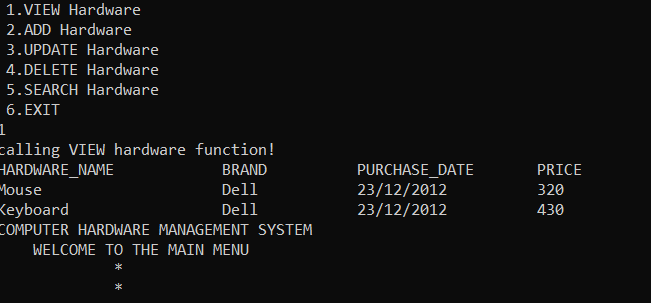 1.VIEW Hardware
2.ADD Hardware
3.UPDATE Hardware
4.DELETE Hardware
5.SEARCH Hardware
6.EXIT
1
calling VIEW hardware function!
HARDWARE_NAME BRAND PURCHASE_DATE PRICE
Mouse Dell 23/12/2012 320
Keyboard Dell 23/12/2012 430
COMPUTER HARDWARE MANAGEMENT SYSTEM
WELCOME TO THE MAIN MENU
*
*